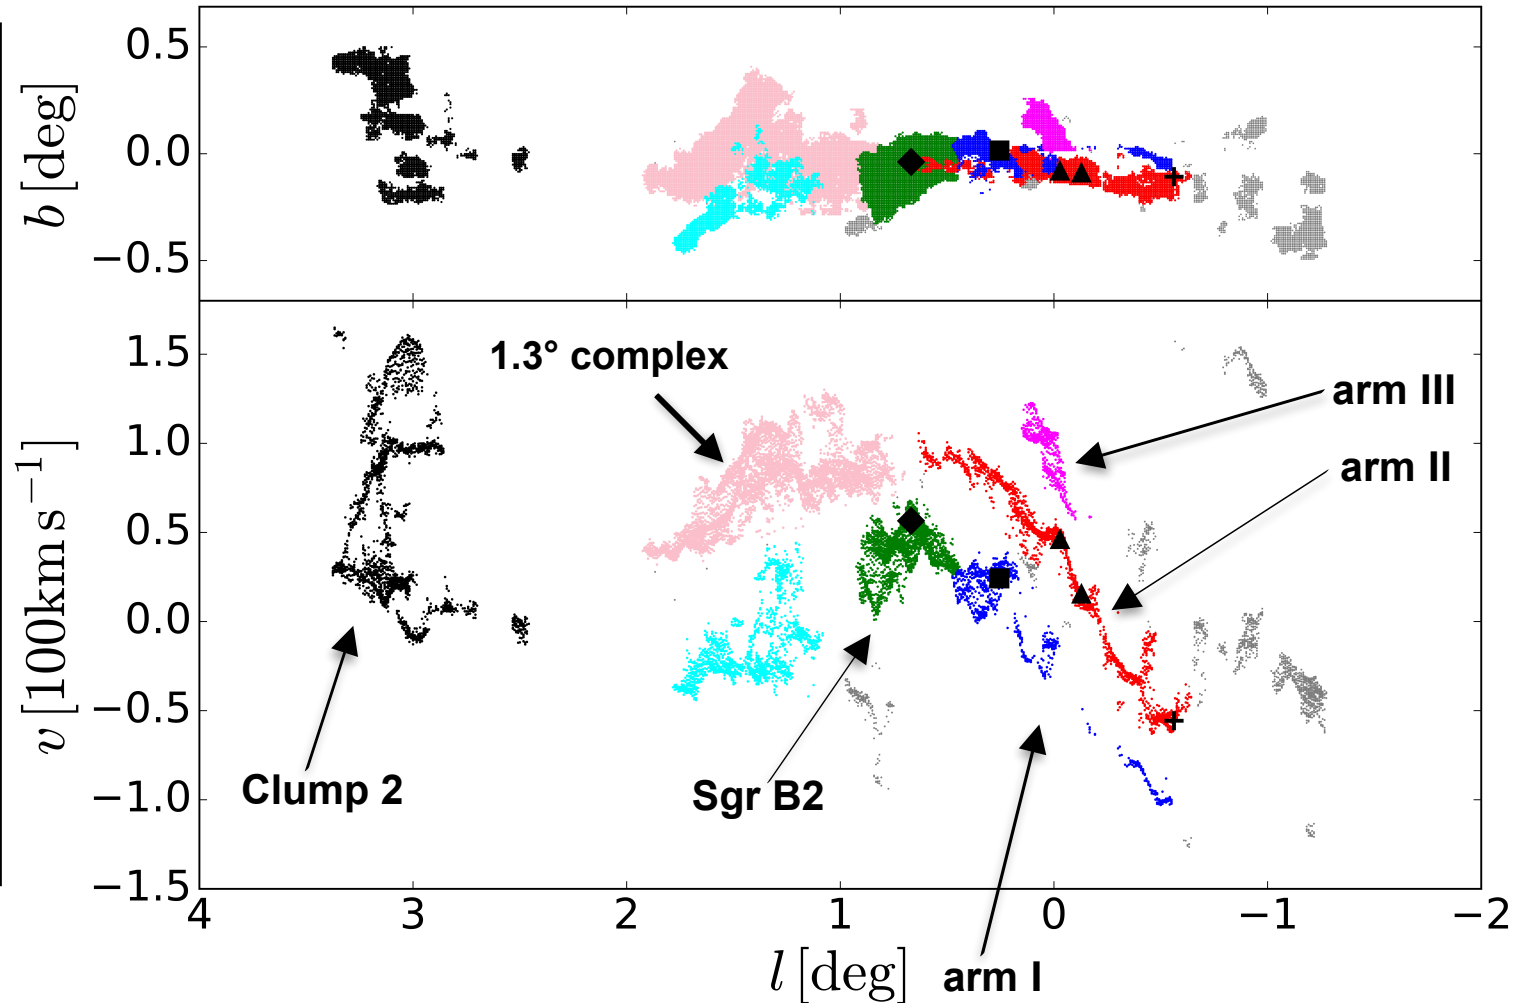 b [deg]
0.5
0.0
−0.5
v [100km s−1]
1.5
1.0
0.5
0.0
−0.5
−1.0
−1.5
1.3° complex
arm III
arm II
Clump 2
Sgr B2
4 3 2 1 0 −1 −2
l [deg]
arm I